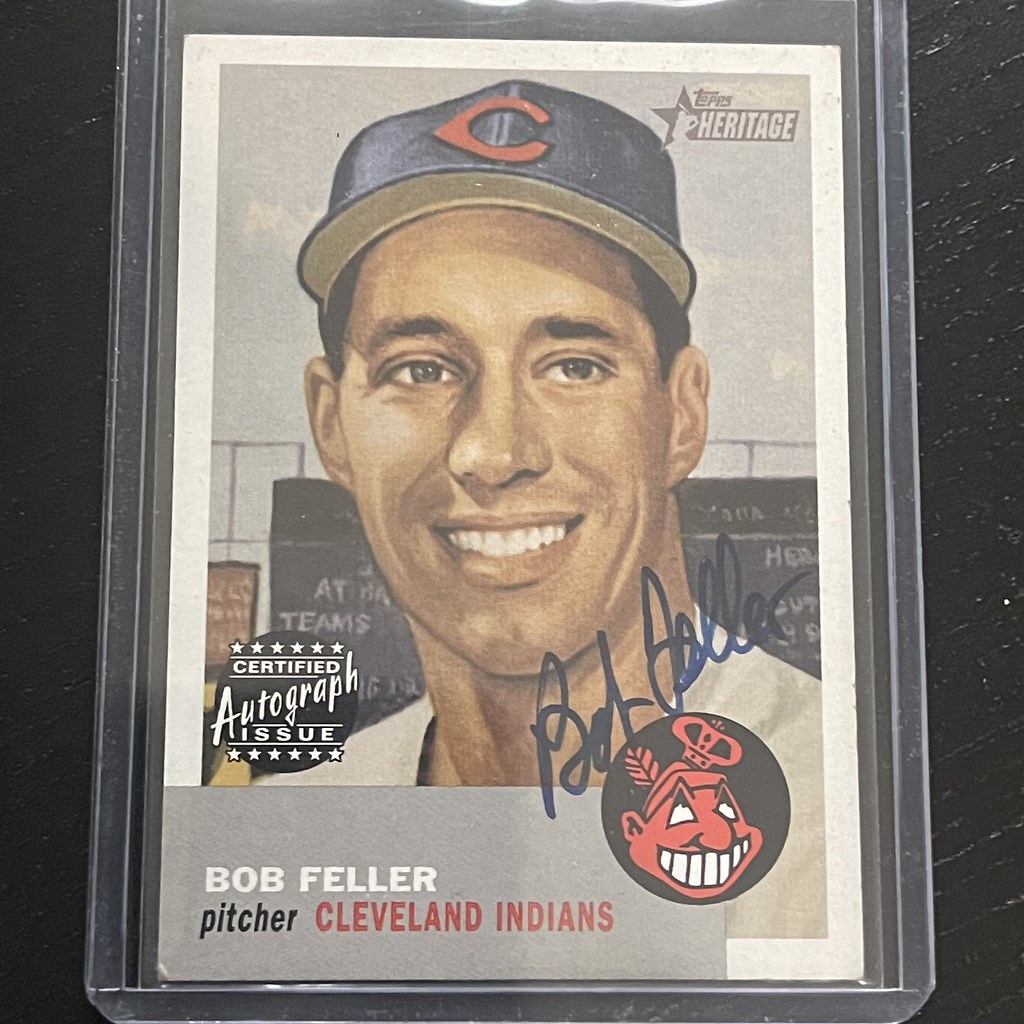 C
topps
HERITAGE
AT
TEAMS
CERTIFIED
Autograph
ISSUE
Bob Feller
BOB FELLER
pitcher CLEVELAND INDIANS